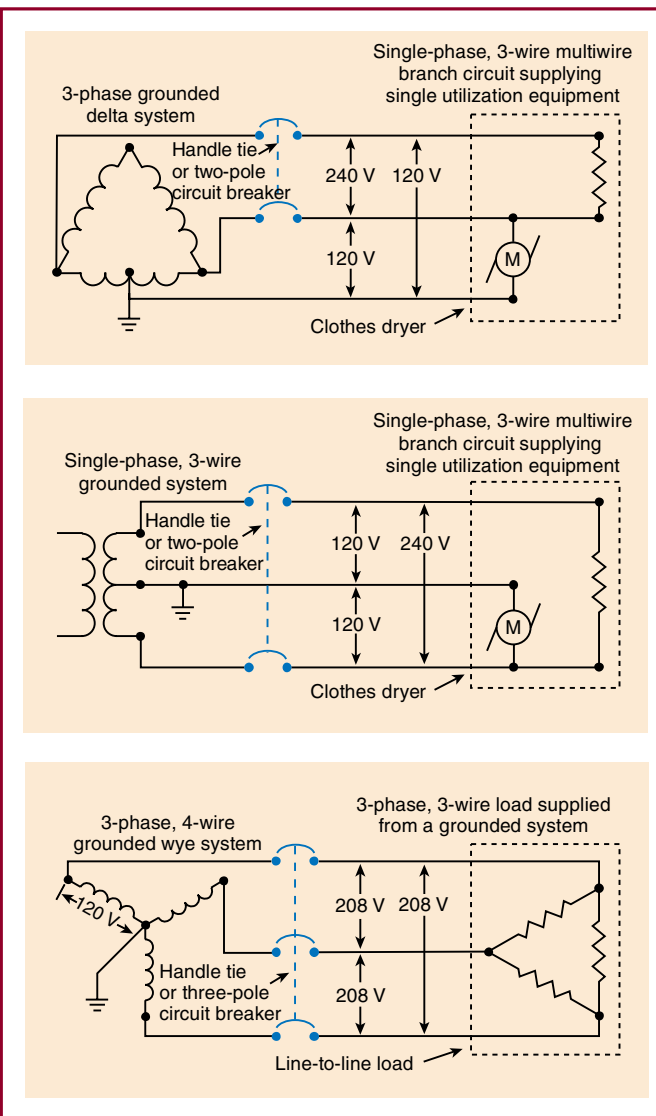 Single-phase, 3-wire multiwire
branch circuit supplying
single utilization equipment
3-phase grounded
delta system
Handle tie
or two-pole
circuit breaker
240 V 120 V
120 V
M
Clothes dryer
Single-phase, 3-wire multiwire
branch circuit supplying
single utilization equipment
Single-phase, 3-wire
grounded system
Handle tie
or two-pole
circuit breaker
120 V 240 V
120 V
M
Clothes dryer
3-phase, 4-wire
grounded wye system
3-phase, 3-wire load supplied
from a grounded system
120 V
208 V 208 V
Handle tie
or three-pole
circuit breaker
208 V
Line-to-line load